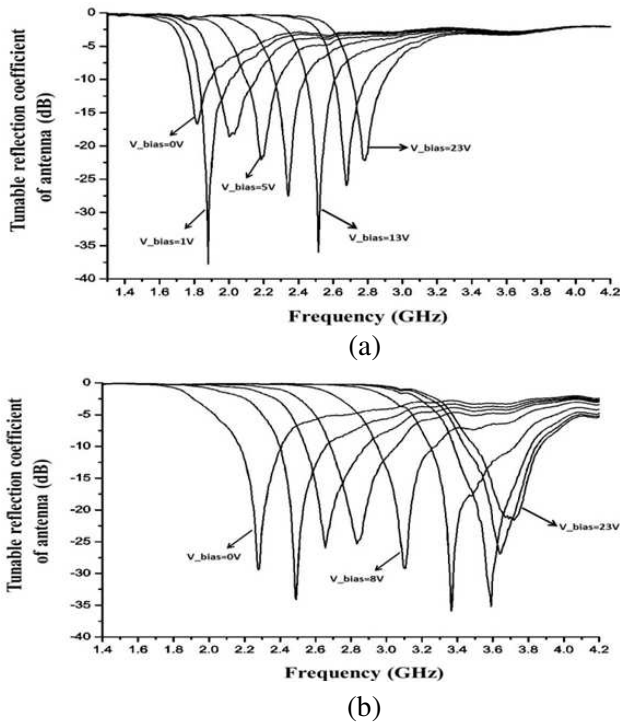 0
-5
-10
-15
-20
-25
-30
-35
-40
Tunable reflection coefficient
of antenna (dB)
V_bias=0V
V_bias=1V
V_bias=5V
V_bias=13V
V_bias=23V
1.4 1.6 1.8 2.0 2.2 2.4 2.6 2.8 3.0 3.2 3.4 3.6 3.8 4.0 4.2
Frequency (GHz)
(a)
0
-5
-10
-15
-20
-25
-30
-35
-40
Tunable reflection coefficient
of antenna (dB)
V_bias=0V
V_bias=8V
V_bias=23V
1.4 1.6 1.8 2.0 2.2 2.4 2.6 2.8 3.0 3.2 3.4 3.6 3.8 4.0 4.2
Frequency (GHz)
(b)